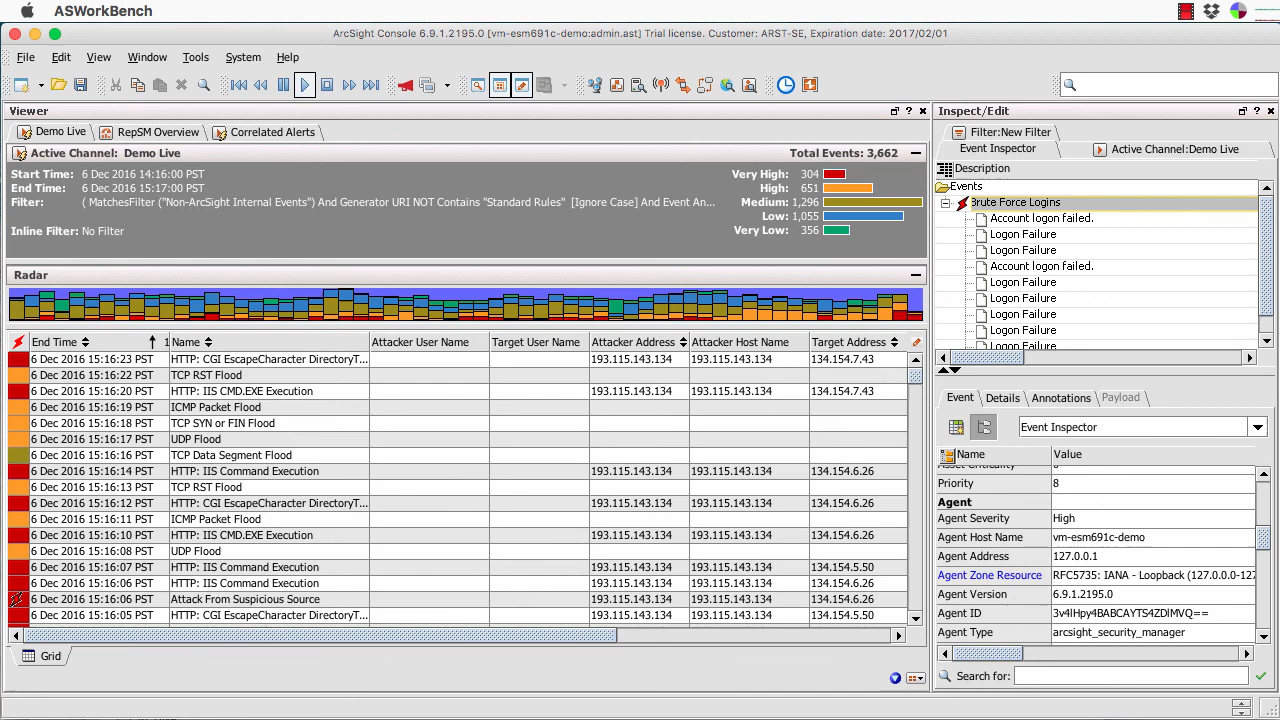 ASWorkBench
ArcSight Console 6.9.1.2195.0 [vm-esm691c-demo:admin.ast] Trial license. Customer: ARST-SE, Expiration date: 2017/02/01
File Edit View Window Tools System Help
Viewer
Demo Live RepSM Overview Correlated Alerts
Active Channel: Demo Live Total Events: 3,662
Start Time: 6 Dec 2016 14:16:00 PST Very High: 304
End Time: 6 Dec 2016 15:17:00 PST High: 651
Filter: ( MatchesFilter ("Non-ArcSight Internal Events") And Generator URI NOT Contains "Standard Rules" [Ignore Case] And Event An... Medium: 1,296
Low: 1,055
Inline Filter: No Filter Very Low: 356
Radar
End Time 1 Name Attacker User Name Target User Name Attacker Address Attacker Host Name Target Address
6 Dec 2016 15:16:23 PST HTTP: CGI EscapeCharacter DirectoryT... 193.115.143.134 193.115.143.134 134.154.7.43
6 Dec 2016 15:16:22 PST TCP RST Flood
6 Dec 2016 15:16:20 PST HTTP: IIS CMD.EXE Execution 193.115.143.134 193.115.143.134 134.154.7.43
6 Dec 2016 15:16:19 PST ICMP Packet Flood
6 Dec 2016 15:16:18 PST TCP SYN or FIN Flood
6 Dec 2016 15:16:17 PST UDP Flood
6 Dec 2016 15:16:16 PST TCP Data Segment Flood
6 Dec 2016 15:16:14 PST HTTP: IIS Command Execution 193.115.143.134 193.115.143.134 134.154.6.26
6 Dec 2016 15:16:13 PST TCP RST Flood
6 Dec 2016 15:16:12 PST HTTP: CGI EscapeCharacter DirectoryT... 193.115.143.134 193.115.143.134 134.154.6.26
6 Dec 2016 15:16:11 PST ICMP Packet Flood
6 Dec 2016 15:16:10 PST HTTP: IIS CMD.EXE Execution 193.115.143.134 193.115.143.134 134.154.6.26
6 Dec 2016 15:16:08 PST UDP Flood
6 Dec 2016 15:16:07 PST HTTP: IIS Command Execution 193.115.143.134 193.115.143.134 134.154.5.50
6 Dec 2016 15:16:06 PST HTTP: IIS Command Execution 193.115.143.134 193.115.143.134 134.154.6.26
6 Dec 2016 15:16:06 PST Attack From Suspicious Source 193.115.143.134 193.115.143.134 134.154.6.26
6 Dec 2016 15:16:05 PST HTTP: CGI EscapeCharacter DirectoryT... 193.115.143.134 193.115.143.134 134.154.5.50
Grid
Inspect/Edit
Filter:New Filter
Event Inspector Active Channel:Demo Live
Description
Events
Brute Force Logins
Account logon failed.
Logon Failure
Logon Failure
Account logon failed.
Logon Failure
Logon Failure
Logon Failure
Logon Failure
Logon Failure
Event Details Annotations Payload
Event Inspector
Name Value
Asset Criticality
Priority 8
Agent
Agent Severity High
Agent Host Name vm-esm691c-demo
Agent Address 127.0.0.1
Agent Zone Resource RFC5735: IANA - Loopback (127.0.0.0-127
Agent Version 6.9.1.2195.0
Agent ID 3v4lHpy4BABCAYTS4ZDlMVQ==
Agent Type arcsight_security_manager
Search for: